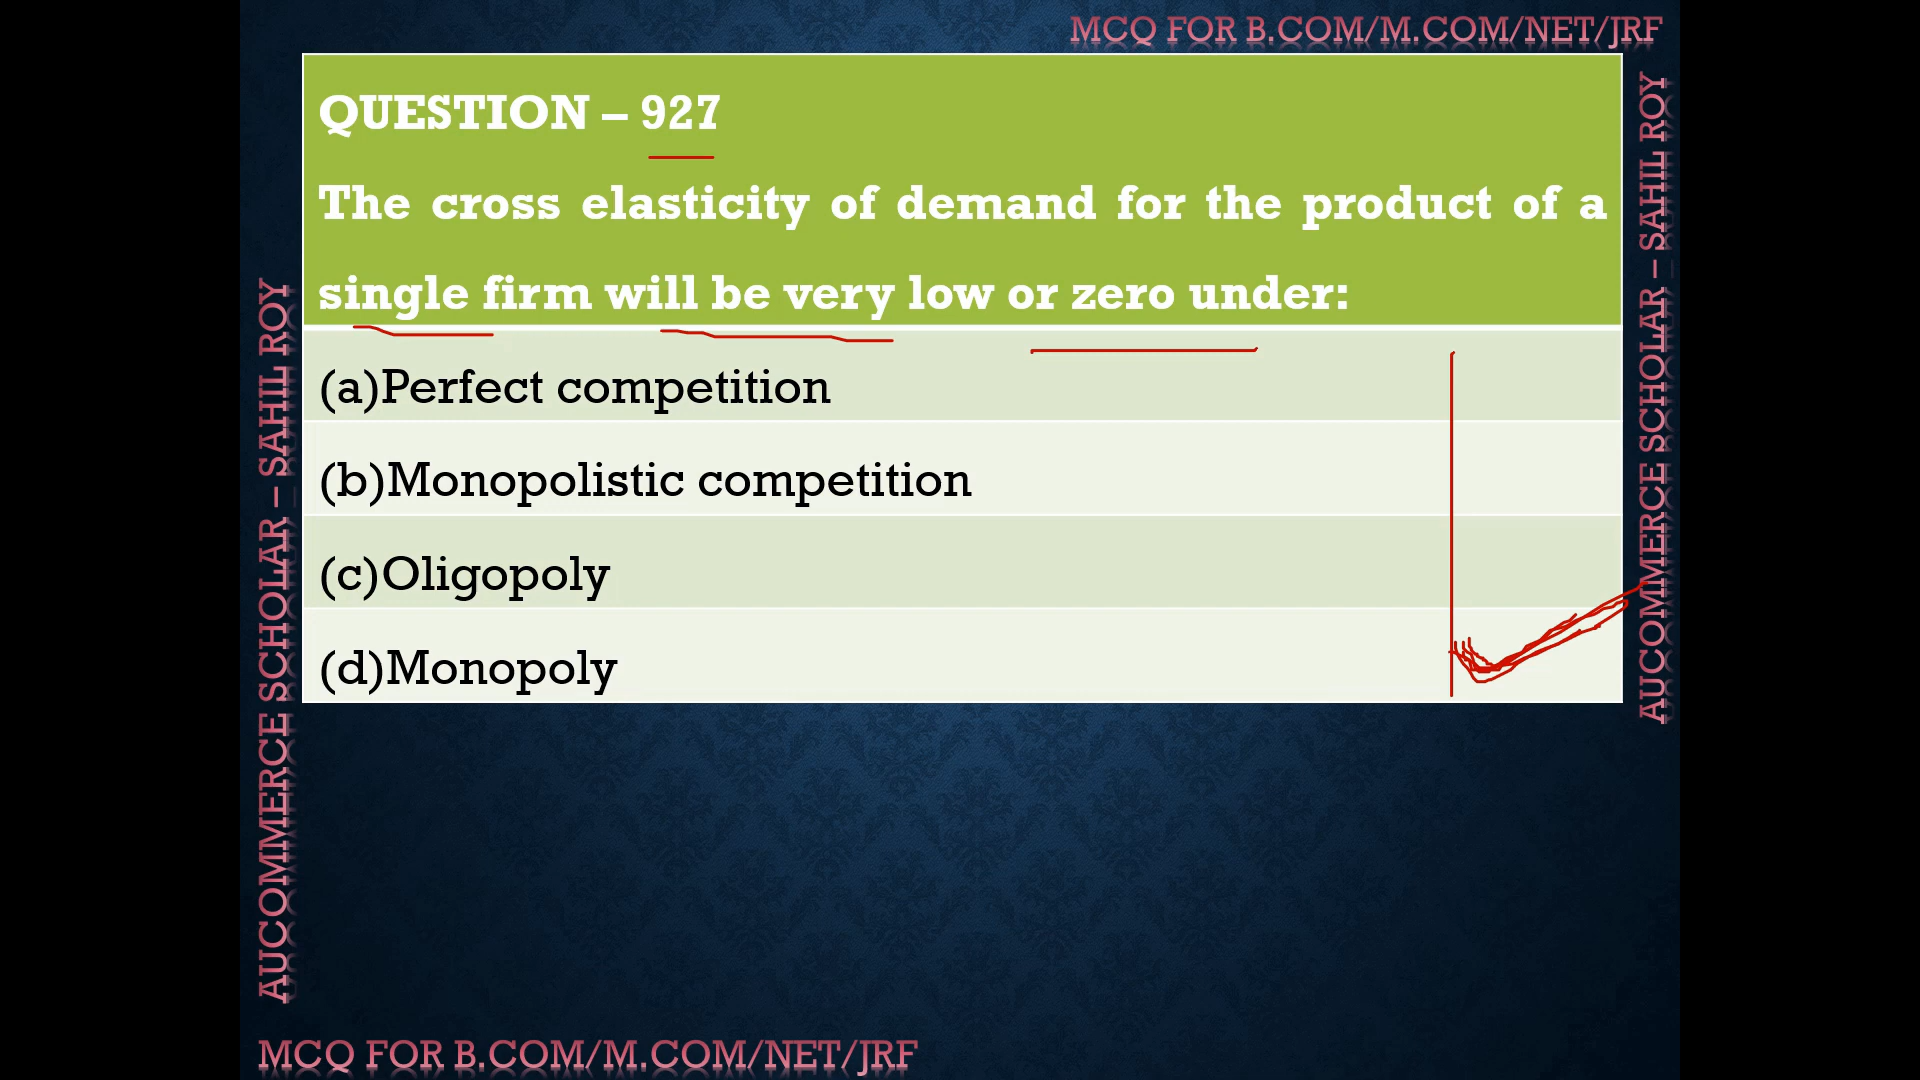 MCQ FOR B.COM/M.COM/NET/JRF
QUESTION – 927
The cross elasticity of demand for the product of a
single firm will be very low or zero under:
(a)Perfect competition
(b)Monopolistic competition
(c)Oligopoly
(d)Monopoly
AUCOMMERCE SCHOLAR – SAHIL ROY
AUCOMMERCE SCHOLAR – SAHIL ROY
MCQ FOR B.COM/M.COM/NET/JRF